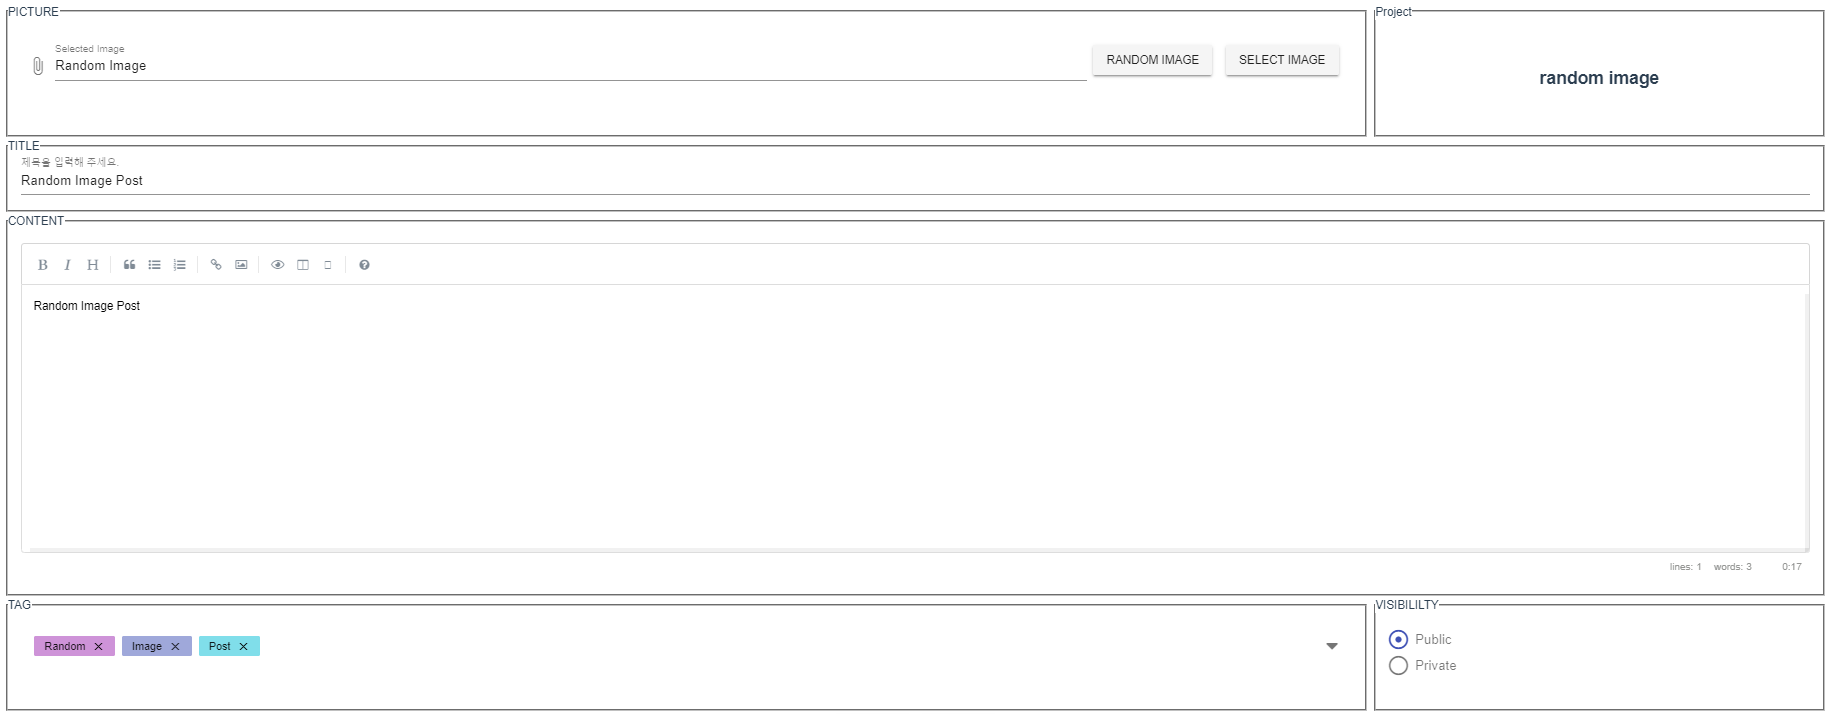 PICTURE
Project
Selected Image
Random Image
RANDOM IMAGE
SELECT IMAGE
random image
TITLE
제목을 입력해 주세요.
Random Image Post
CONTENT
B I H
Random Image Post
lines: 1 words: 3 0:17
TAG
Random Image Post
VISIBILILTY
Public
Private